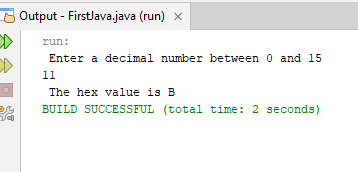 Output - FirstJava.java (run)
run:
Enter a decimal number between 0 and 15
11
The hex value is B
BUILD SUCCESSFUL (total time: 2 seconds)